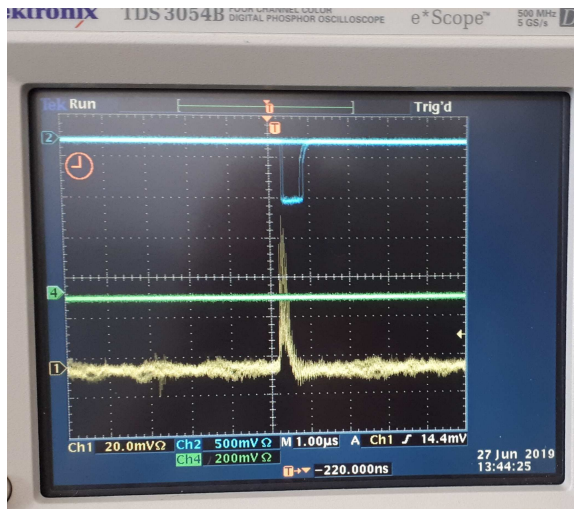 ektronix TDS 3054B FOUR CHANNEL COLOR DIGITAL PHOSPHOR OSCILLOSCOPE e*Scope™ 500 MHz 5 GS/s
Tek Run Trig'd
T
T
2
4
1
Ch1 20.0mVΩ Ch2 500mVΩ M 1.00µs A Ch1 ƒ 14.4mV
Ch4 200mVΩ
27 Jun 2019
T→▼ −220.000ns
13:44:25